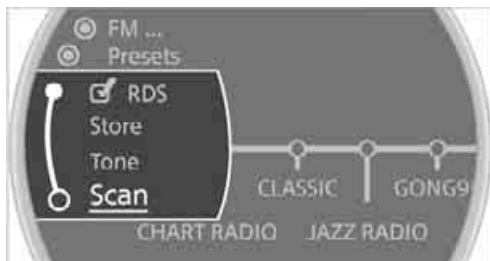 FM ...
Presets
RDS
Store
Tone
Scan
CLASSIC
GONG9
CHART RADIO
JAZZ RADIO